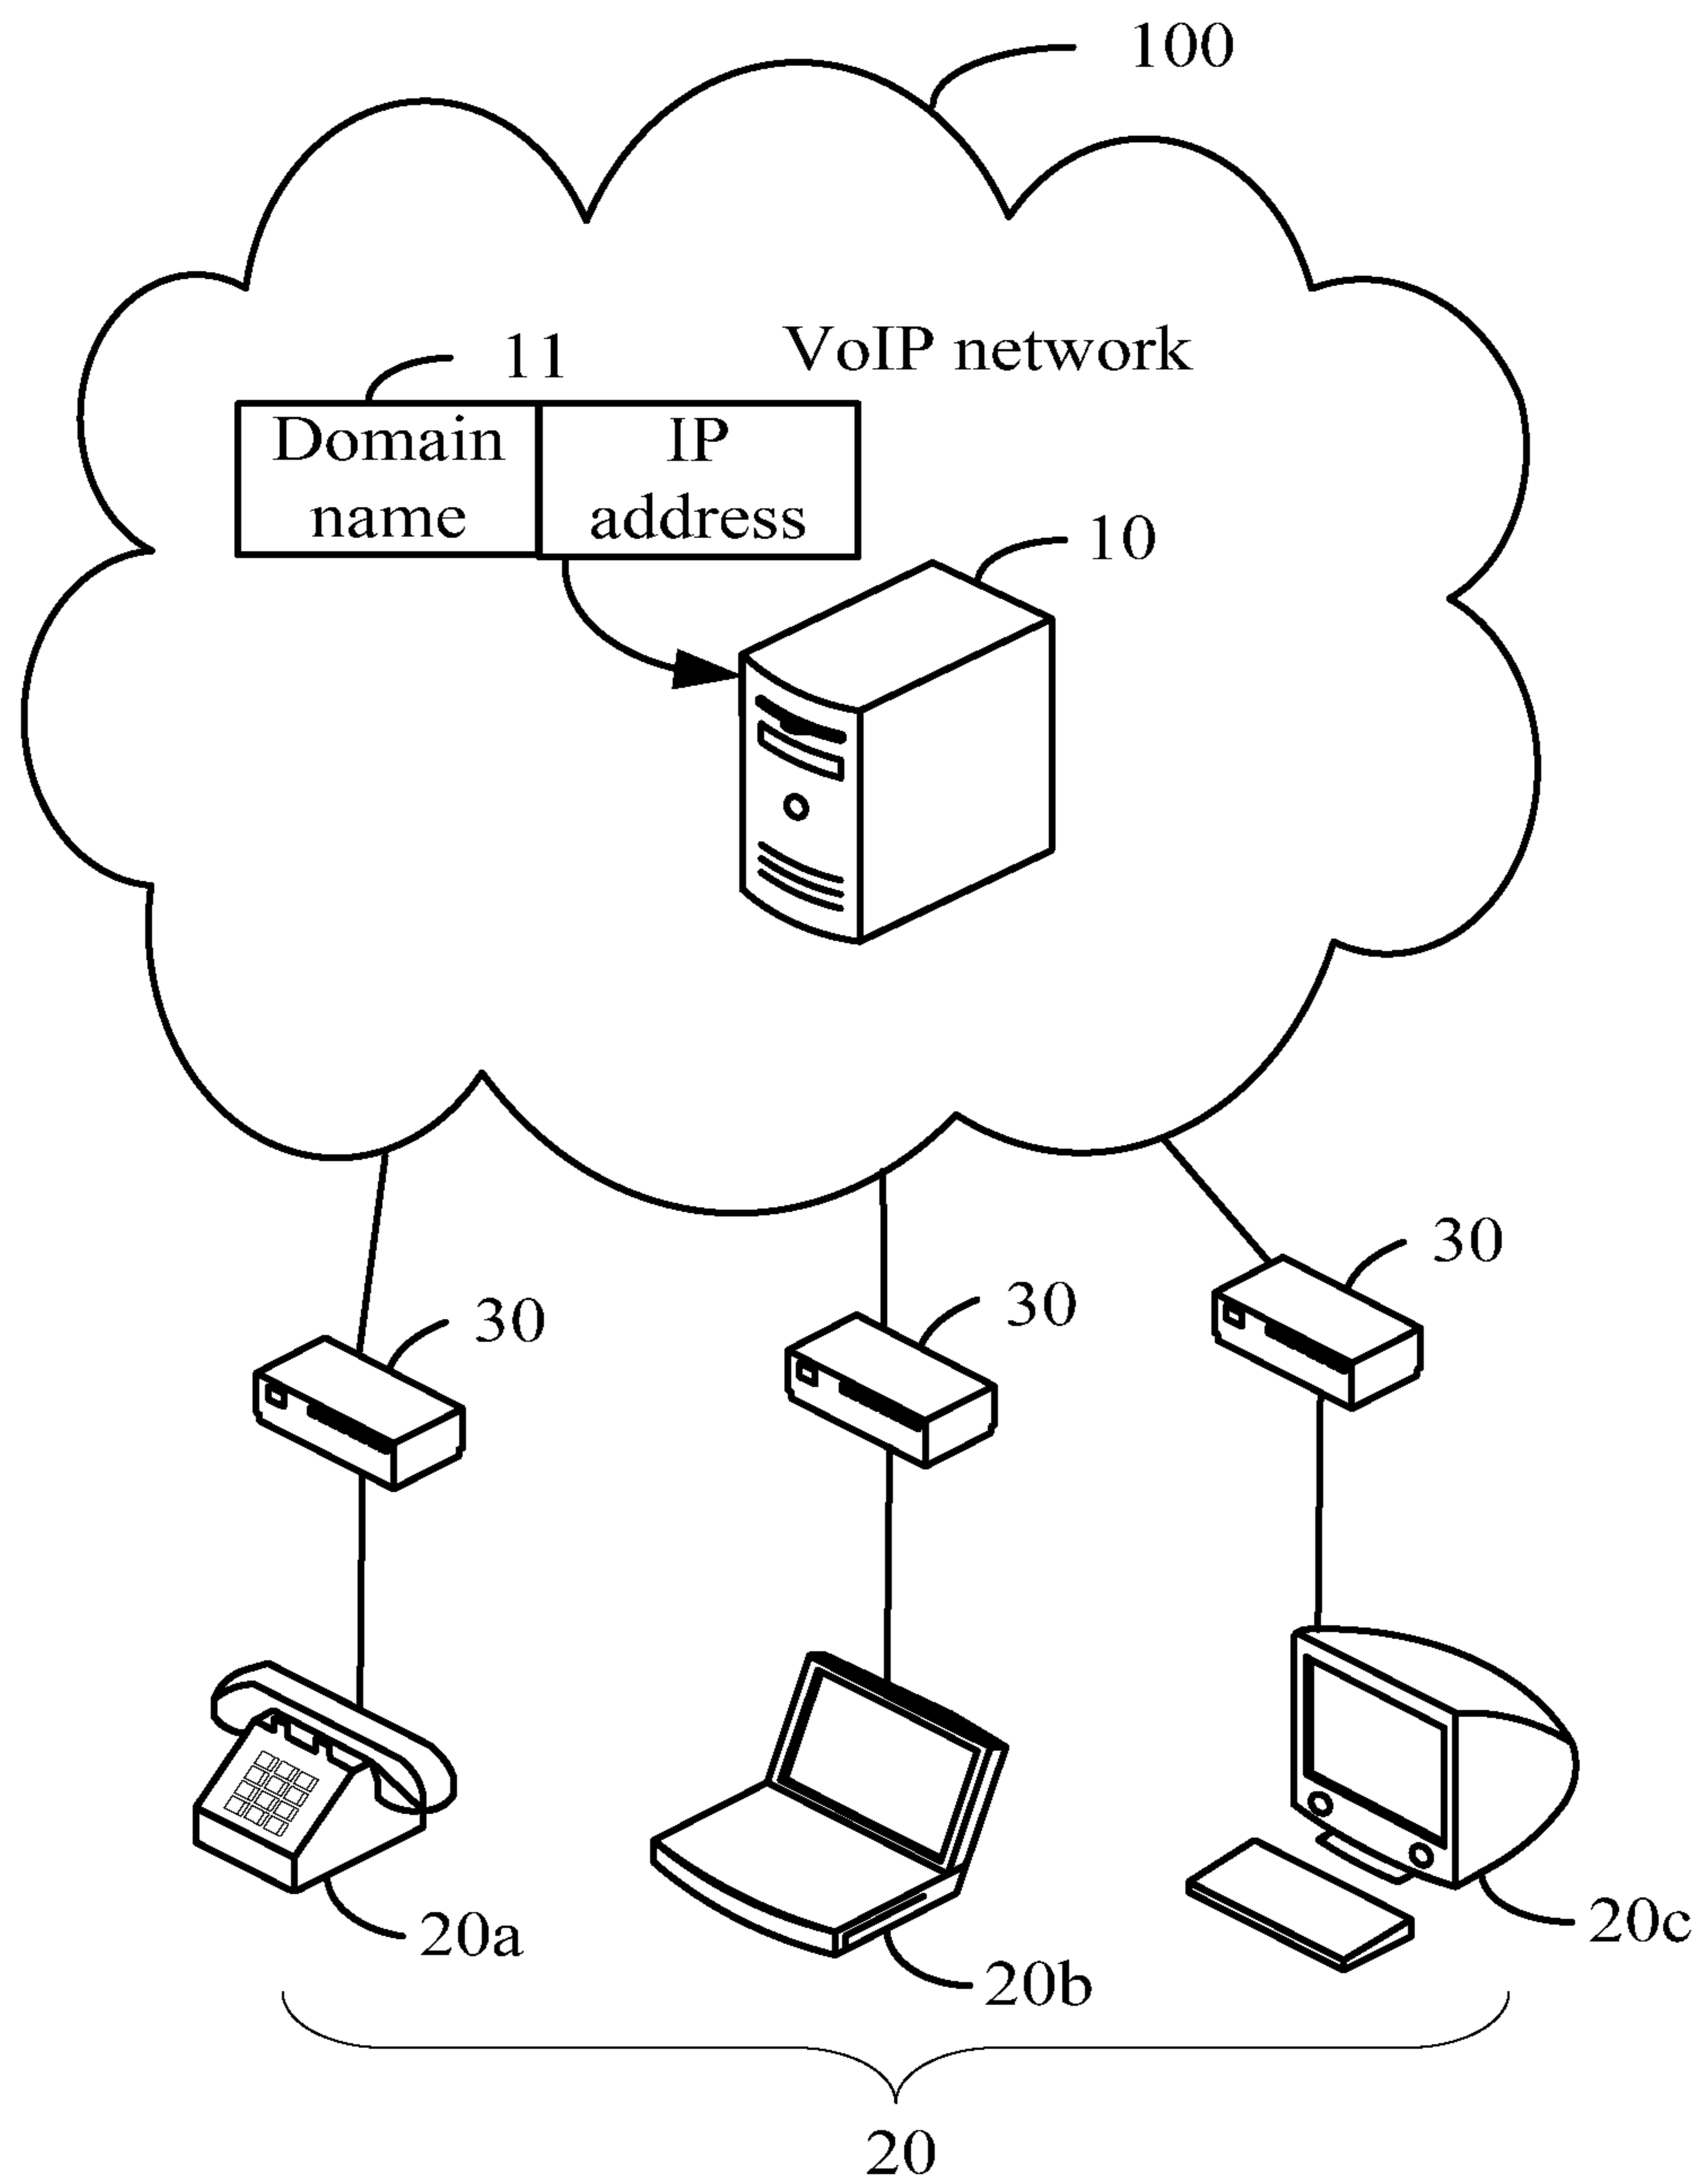 100
11
VoIP network
Domain
name
IP
address
10
30
30
30
20a
20b
20c
20